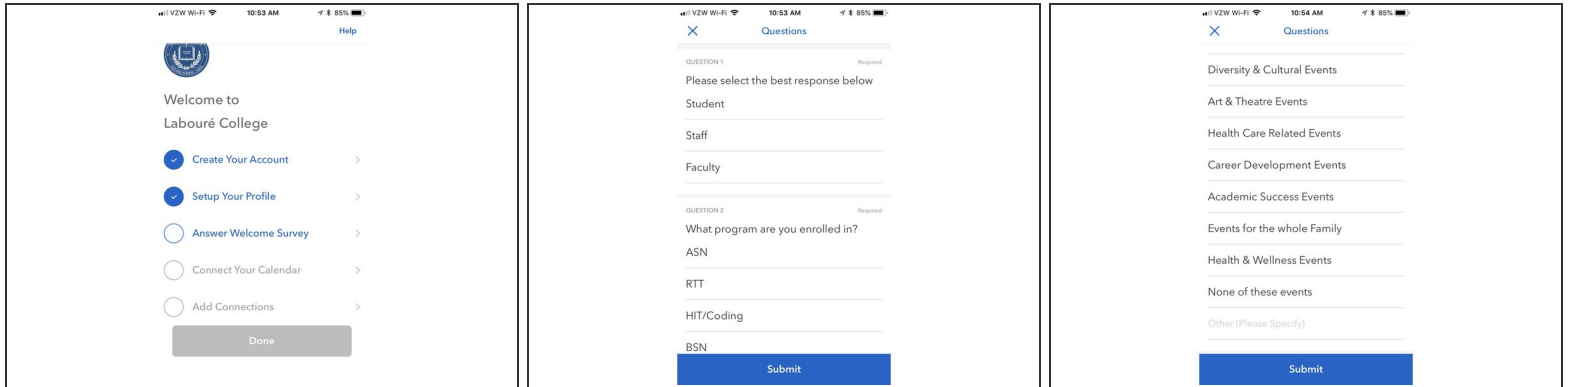 VZW Wi-Fi 10:53 AM 85%
Help
Welcome to
Labouré College
Create Your Account
Setup Your Profile
Answer Welcome Survey
Connect Your Calendar
Add Connections
Done
VZW Wi-Fi 10:53 AM 85%
Questions
QUESTION 1 Required
Please select the best response below
Student
Staff
Faculty
QUESTION 2 Required
What program are you enrolled in?
ASN
RTT
HIT/Coding
BSN
Submit
VZW Wi-Fi 10:54 AM 85%
Questions
Diversity & Cultural Events
Art & Theatre Events
Health Care Related Events
Career Development Events
Academic Success Events
Events for the whole Family
Health & Wellness Events
None of these events
Other (Please Specify)
Submit